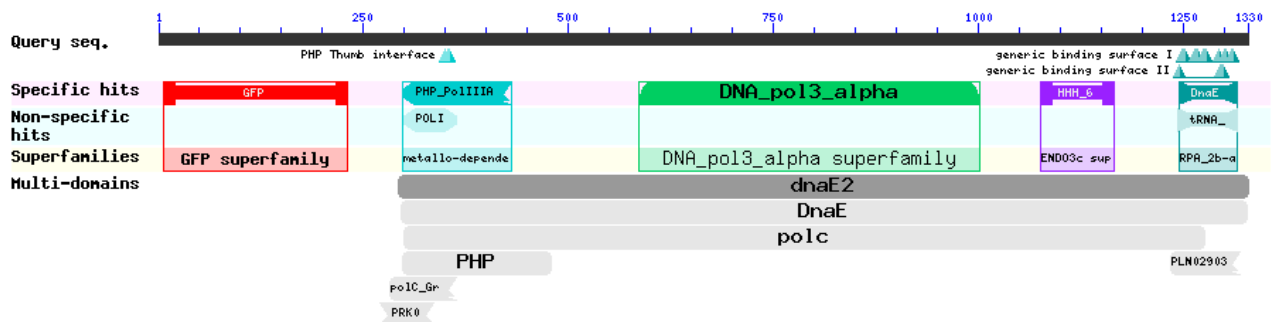 1 250 500 750 1000 1250 1330
Query seq.
PHP Thumb interface
generic binding surface I
generic binding surface II
Specific hits
GFP PHP_PolIIIA DNA_pol3_alpha HHH_6 DnaE
Non-specific
hits
POLI tRNA_
Superfamilies
GFP superfamily metallo-depende DNA_pol3_alpha superfamily ENDO3c sup RPA_2b-a
Multi-domains
dnaE2
DnaE
polc
PHP PLN02903
polC_Gr
PRK0